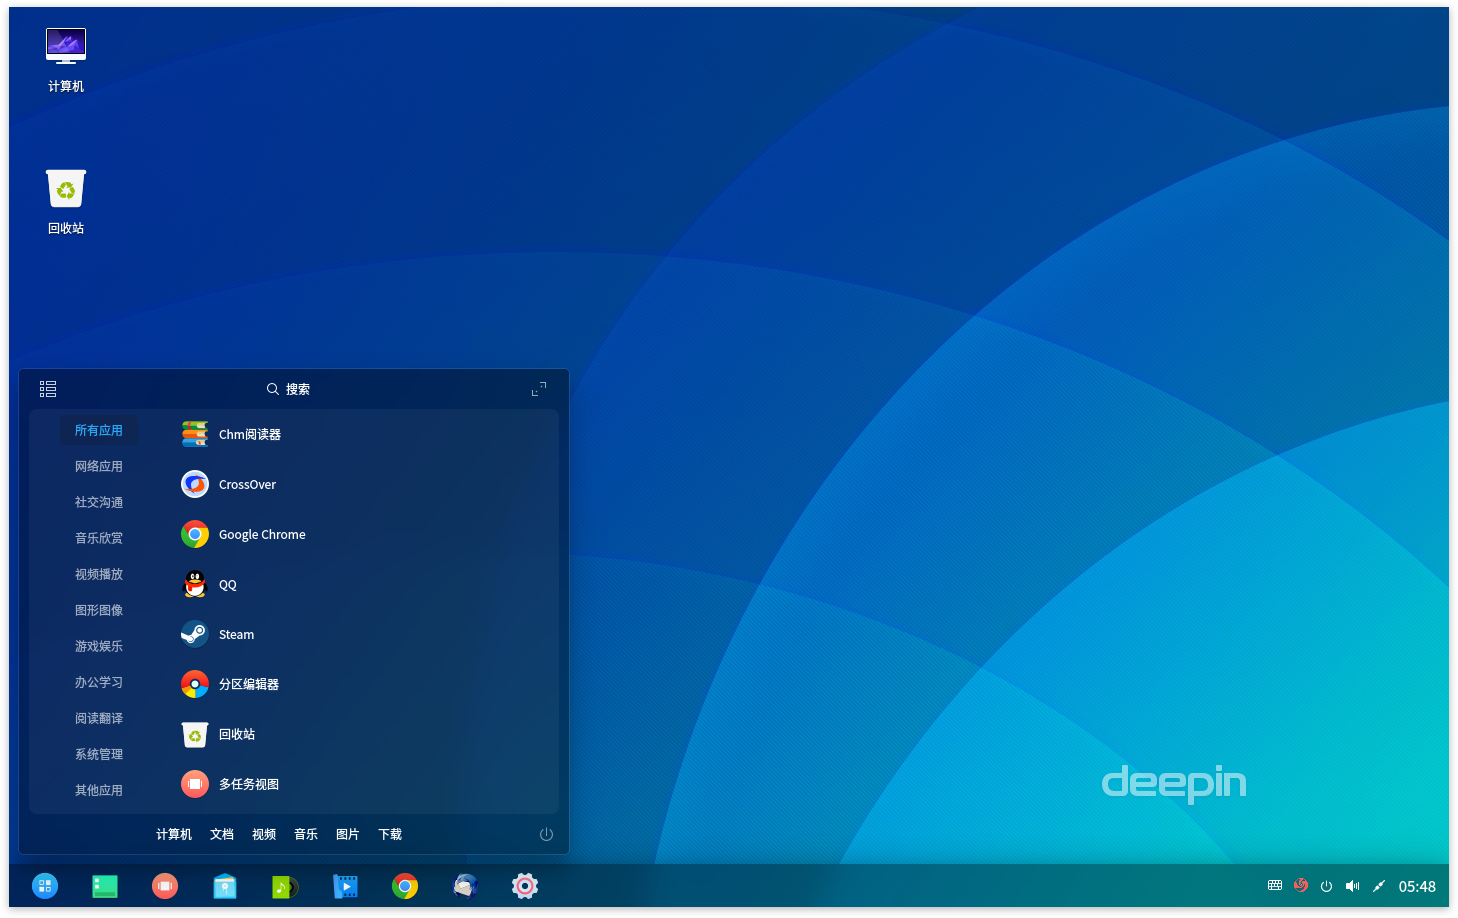 计算机
回收站
搜索
所有应用
网络应用
社交沟通
音乐欣赏
视频播放
图形图像
游戏娱乐
办公学习
阅读翻译
系统管理
其他应用
Chm阅读器
CrossOver
Google Chrome
QQ
Steam
分区编辑器
回收站
多任务视图
计算机 文档 视频 音乐 图片 下载
deepin
05:48